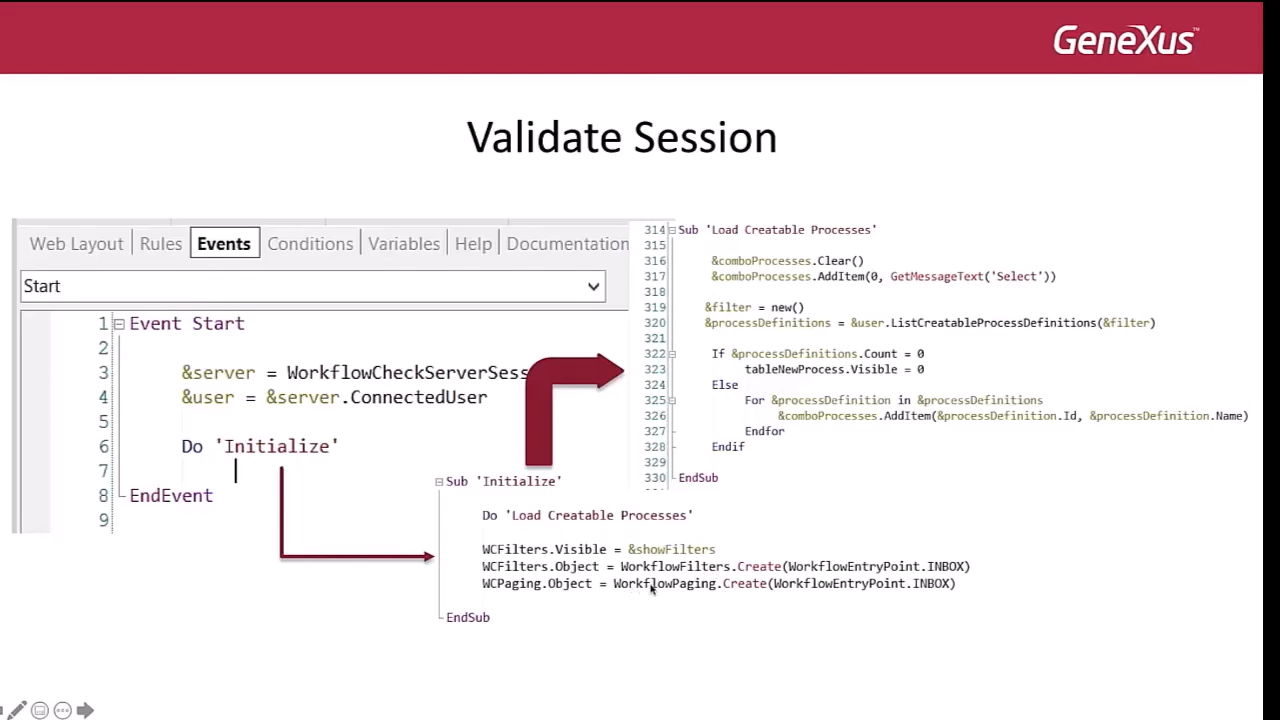 GeneXus™
Validate Session
Web Layout Rules Events Conditions Variables Help Documentation
Start
1 Event Start
2
3 &server = WorkflowCheckServerSess
4 &user = &server.ConnectedUser
5
6 Do 'Initialize'
7
8 EndEvent
9
Sub 'Initialize'
Do 'Load Creatable Processes'
WCFilters.Visible = &showFilters
WCFilters.Object = WorkflowFilters.Create(WorkflowEntryPoint.INBOX)
WCPaging.Object = WorkflowPaging.Create(WorkflowEntryPoint.INBOX)
EndSub
314 Sub 'Load Creatable Processes'
315
316 &comboProcesses.Clear()
317 &comboProcesses.AddItem(0, GetMessageText('Select'))
318
319 &filter = new()
320 &processDefinitions = &user.ListCreatableProcessDefinitions(&filter)
321
322 If &processDefinitions.Count = 0
323 tableNewProcess.Visible = 0
324 Else
325 For &processDefinition in &processDefinitions
326 &comboProcesses.AddItem(&processDefinition.Id, &processDefinition.Name)
327 Endfor
328 Endif
329
330 EndSub